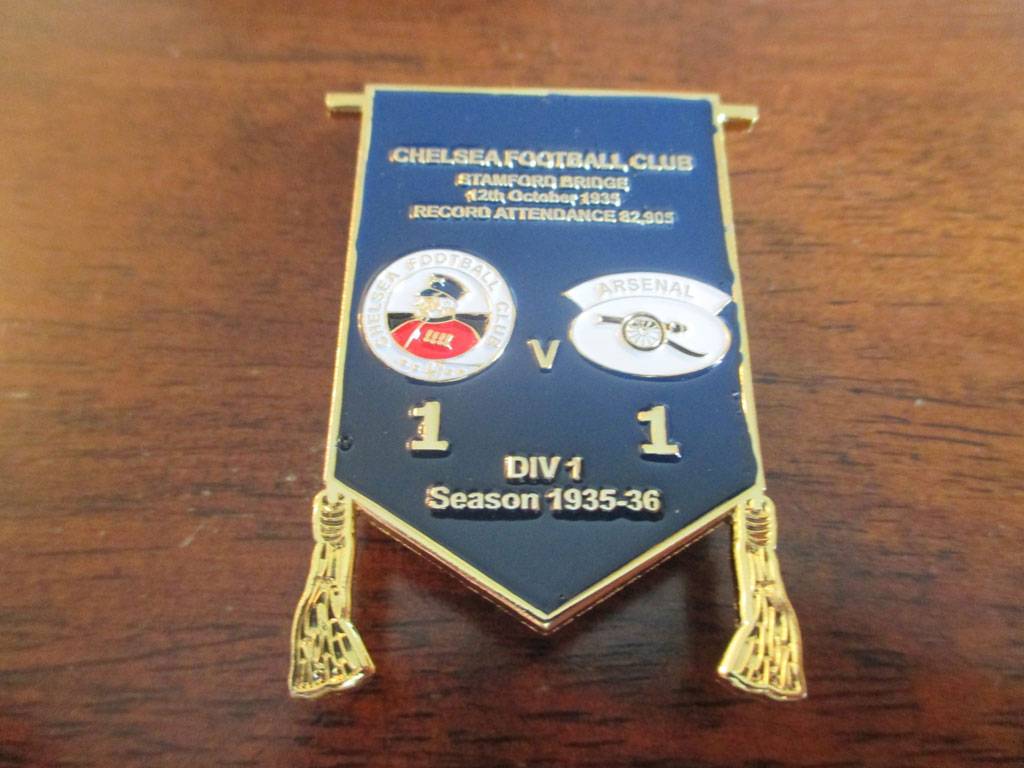 CHELSEA FOOTBALL CLUB
STAMFORD BRIDGE
12th October 1935
RECORD ATTENDANCE 82,905
CHELSEA FOOTBALL CLUB
ARSENAL
V
1 1
DIV 1
Season 1935-36